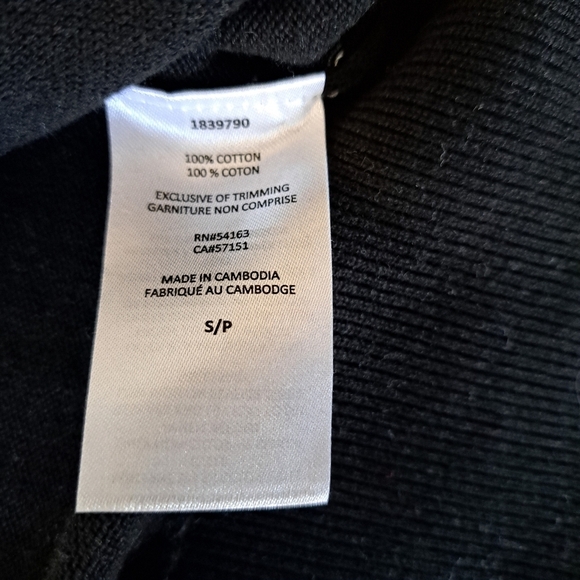 1839790
100% COTTON
100 % COTON
EXCLUSIVE OF TRIMMING
GARNITURE NON COMPRISE
RN#54163
CA#57151
MADE IN CAMBODIA
FABRIQUÉ AU CAMBODGE
S/P